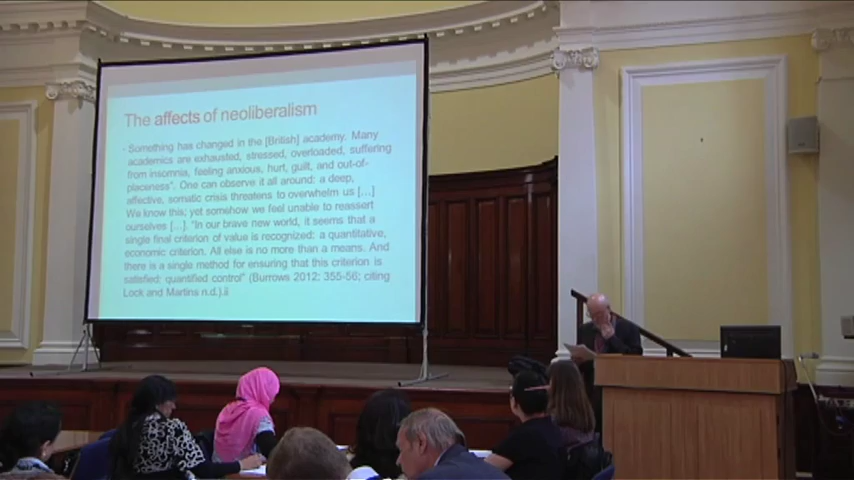 The affects of neoliberalism
· Something has changed in the [British] academy. Many
academics are exhausted, stressed, overloaded, suffering
from insomnia, feeling anxious, hurt, guilt, and out-of-
placeness". One can observe it all around: a deep,
affective, somatic crisis threatens to overwhelm us [...]
We know this; yet somehow we feel unable to reassert
ourselves [...]. "In our brave new world, it seems that a
single final criterion of value is recognized: a quantitative,
economic criterion. All else is no more than a means. And
there is a single method for ensuring that this criterion is
satisfied: quantified control" (Burrows 2012; 355-56; citing
Lock and Martins n.d.).ii